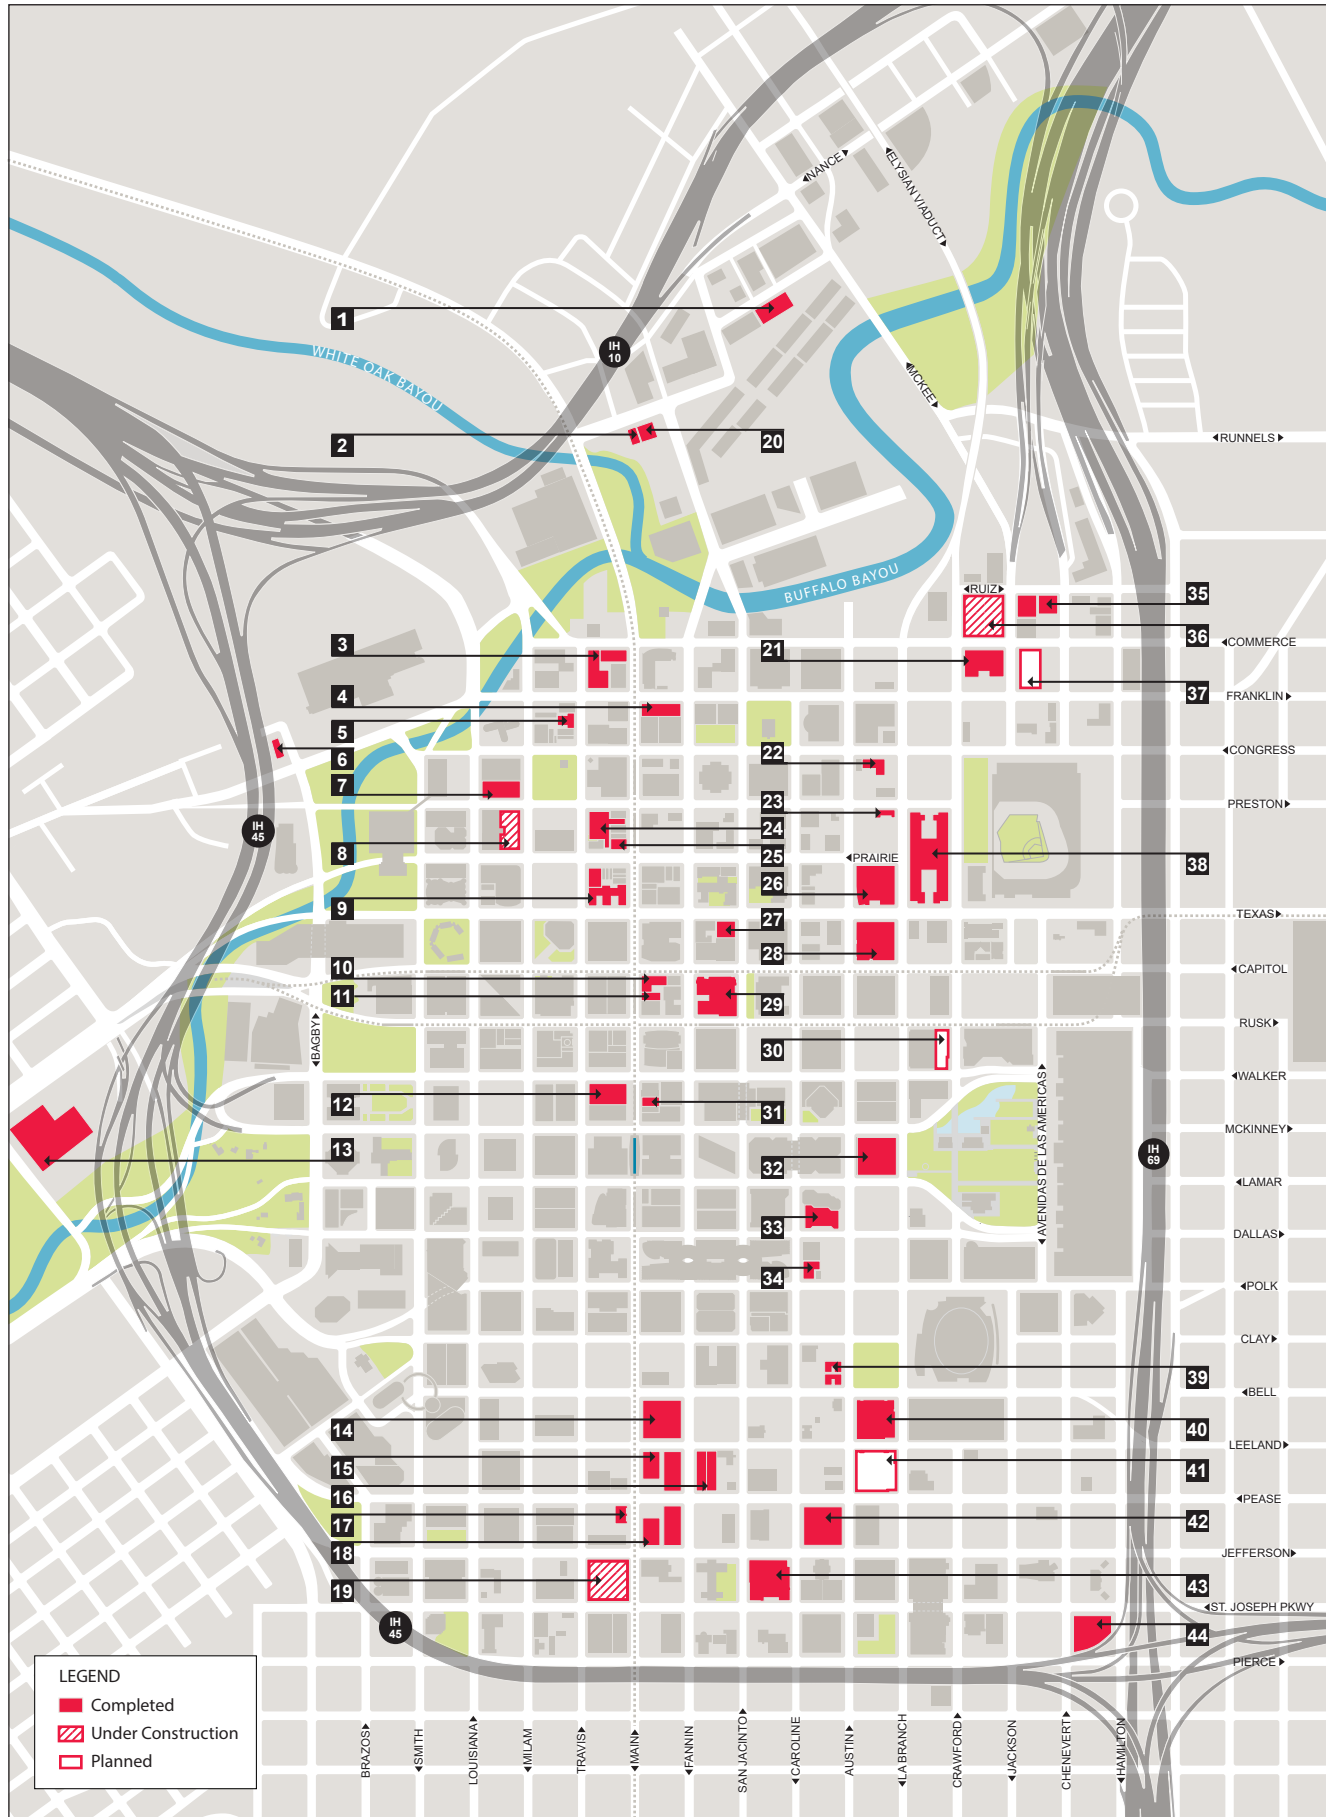 NANCE
ELYSIAN VIADUCT
1
IH
10
WHITE OAK BAYOU
MCKEE
2
20
RUNNELS
BUFFALO BAYOU
RUIZ
35
36
COMMERCE
3
21
37
4
FRANKLIN
5
6
22
CONGRESS
7
23
PRESTON
IH
45
24
8
25
PRAIRIE
38
26
9
27
TEXAS
28
10
CAPITOL
11
29
RUSK
BAGBY
30
WALKER
12
31
AVENIDAS DE LAS AMERICAS
MCKINNEY
13
32
IH
69
LAMAR
33
DALLAS
34
POLK
CLAY
39
BELL
14
40
LEELAND
15
41
16
PEASE
17
42
18
JEFFERSON
19
43
ST. JOSEPH PKWY
IH
45
44
PIERCE
LEGEND
Completed
Under Construction
Planned
BRAZOS
SMITH
LOUISIANA
MILAM
TRAVIS
MAIN
FANNIN
SAN JACINTO
CAROLINE
AUSTIN
LA BRANCH
CRAWFORD
JACKSON
CHENEVERT
HAMILTON